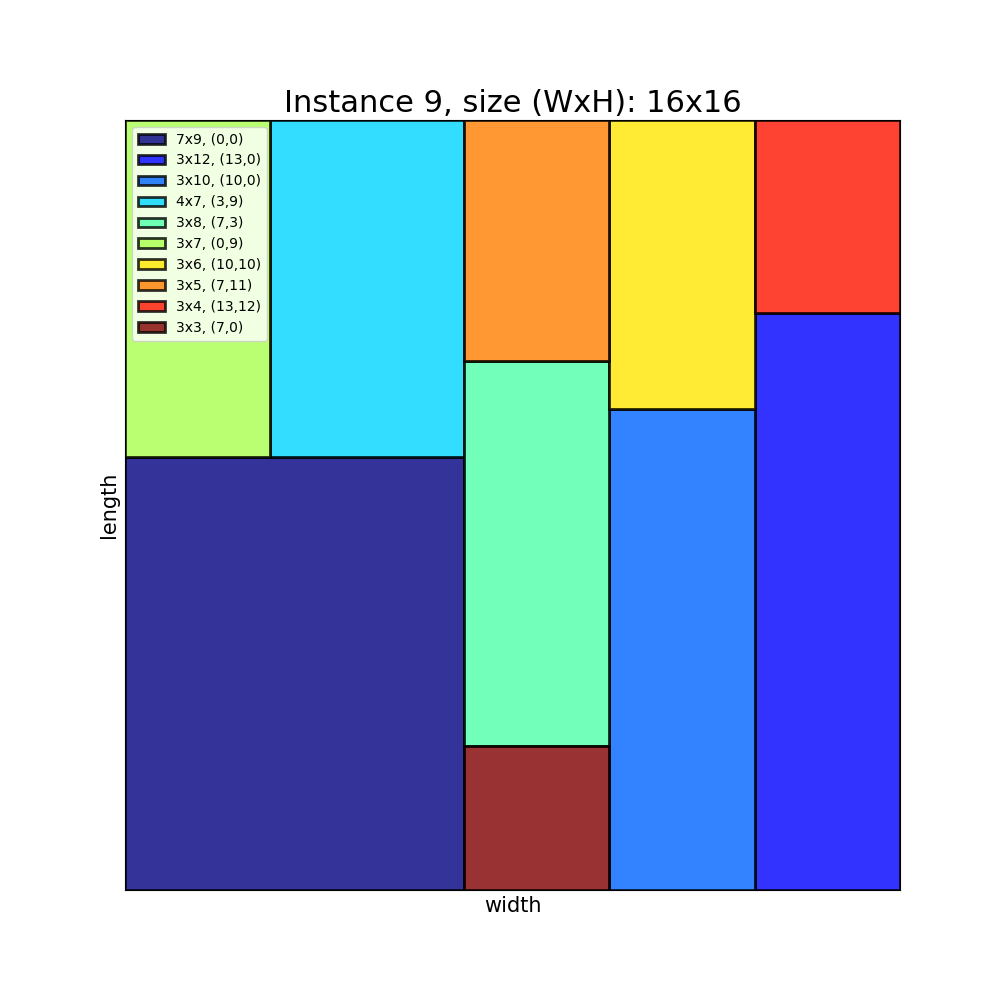 Instance 9, size (WxH): 16x16
7x9, (0,0)
3x12, (13,0)
3x10, (10,0)
4x7, (3,9)
3x8, (7,3)
3x7, (0,9)
3x6, (10,10)
3x5, (7,11)
3x4, (13,12)
3x3, (7,0)
length
width